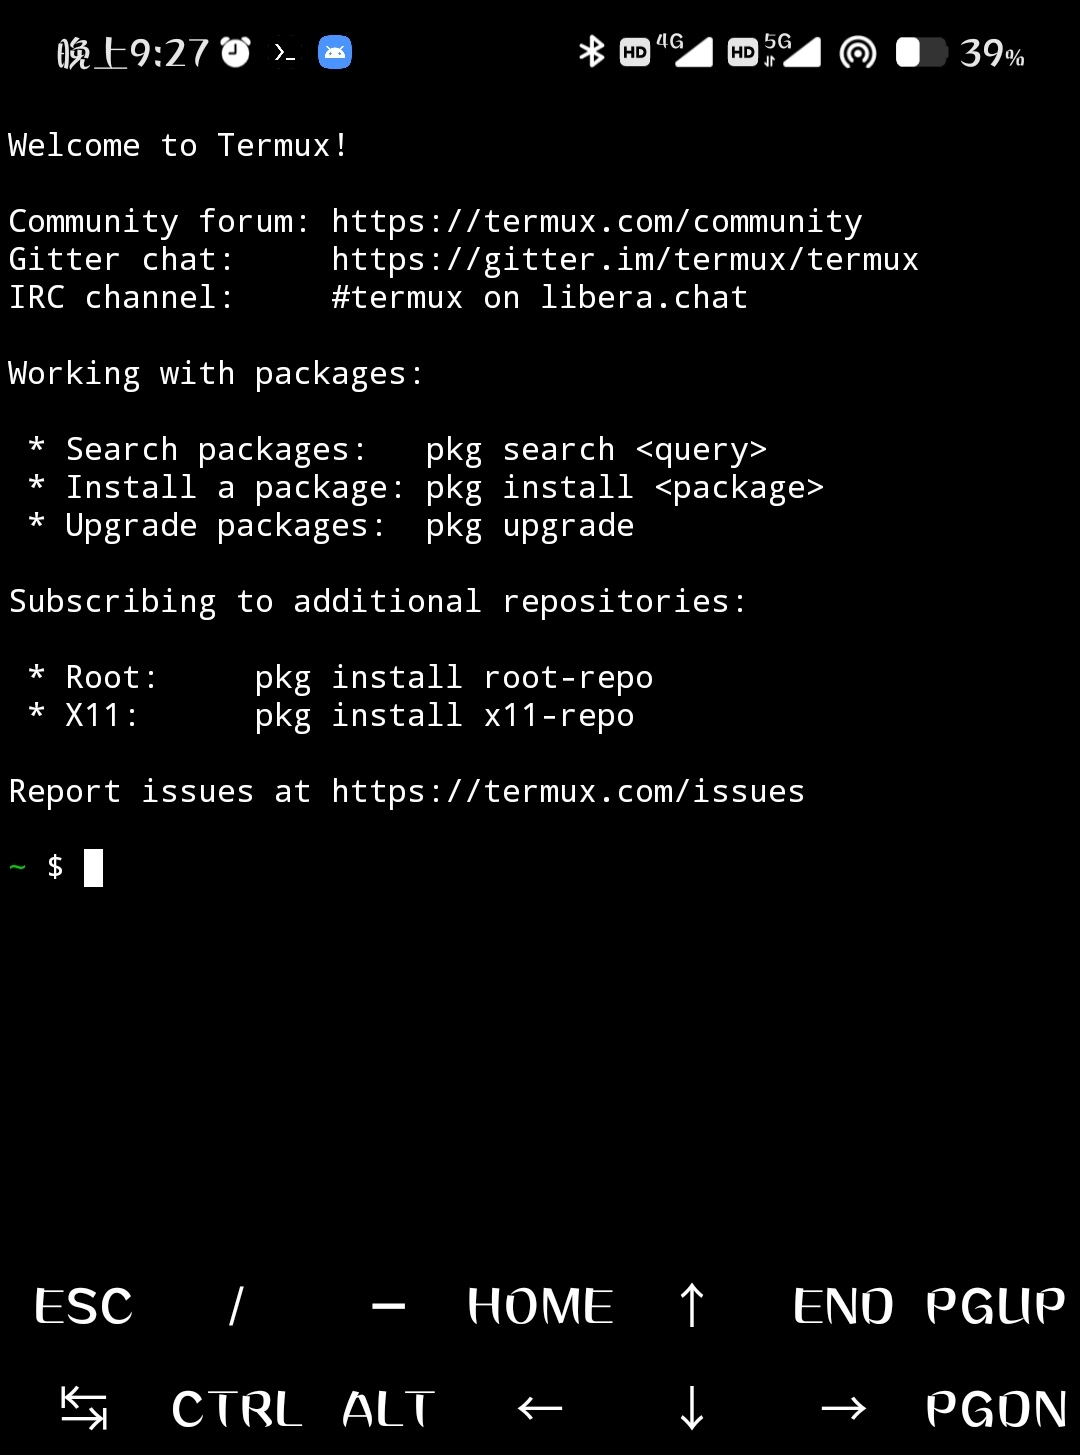 晚上9:27 HD 4G HD 5G 39%
Welcome to Termux!
Community forum: https://termux.com/community
Gitter chat:     https://gitter.im/termux/termux
IRC channel:     #termux on libera.chat
Working with packages:
 * Search packages:   pkg search <query>
 * Install a package: pkg install <package>
 * Upgrade packages:  pkg upgrade
Subscribing to additional repositories:
 * Root:     pkg install root-repo
 * X11:      pkg install x11-repo
Report issues at https://termux.com/issues
~ $
ESC / — HOME ↑ END PGUP
↹ CTRL ALT ← ↓ → PGDN